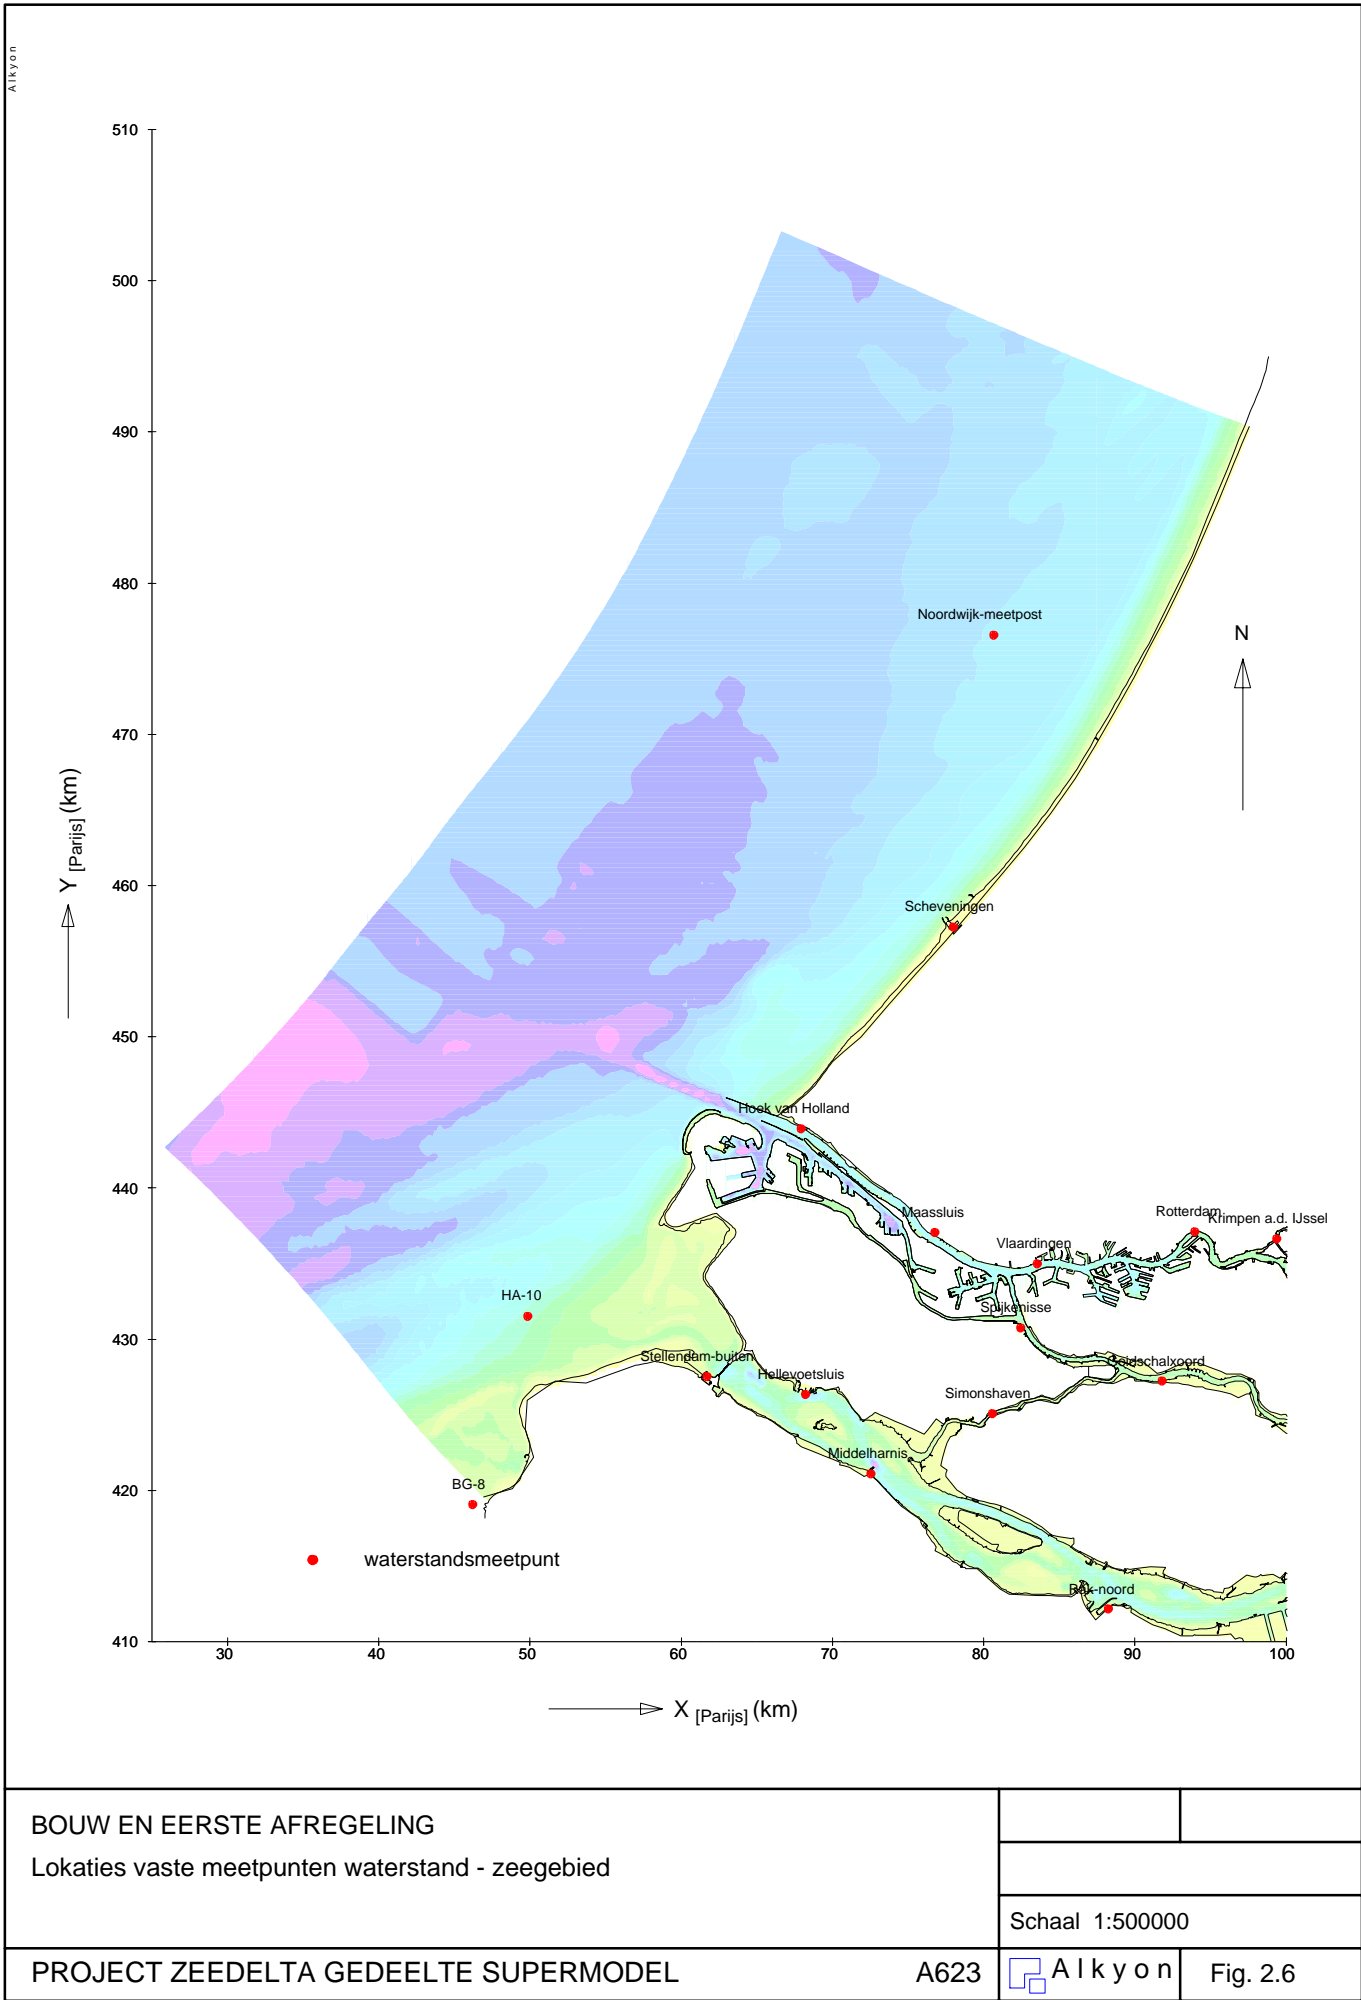 Alkyon
510
500
490
480
470
460
450
440
430
420
410
Y [Parijs] (km)
N
Noordwijk-meetpost
Scheveningen
Hoek van Holland
Maassluis
Rotterdam
Krimpen a.d. IJssel
Vlaardingen
HA-10
Spijkenisse
Stellendam-buiten
Hellevoetsluis
Goidschalxoord
Simonshaven
Middelharnis
BG-8
waterstandsmeetpunt
Rak-noord
30 40 50 60 70 80 90 100
X [Parijs] (km)
BOUW EN EERSTE AFREGELING
Lokaties vaste meetpunten waterstand - zeegebied
Schaal 1:500000
PROJECT ZEEDELTA GEDEELTE SUPERMODEL A623
Alkyon
Fig. 2.6